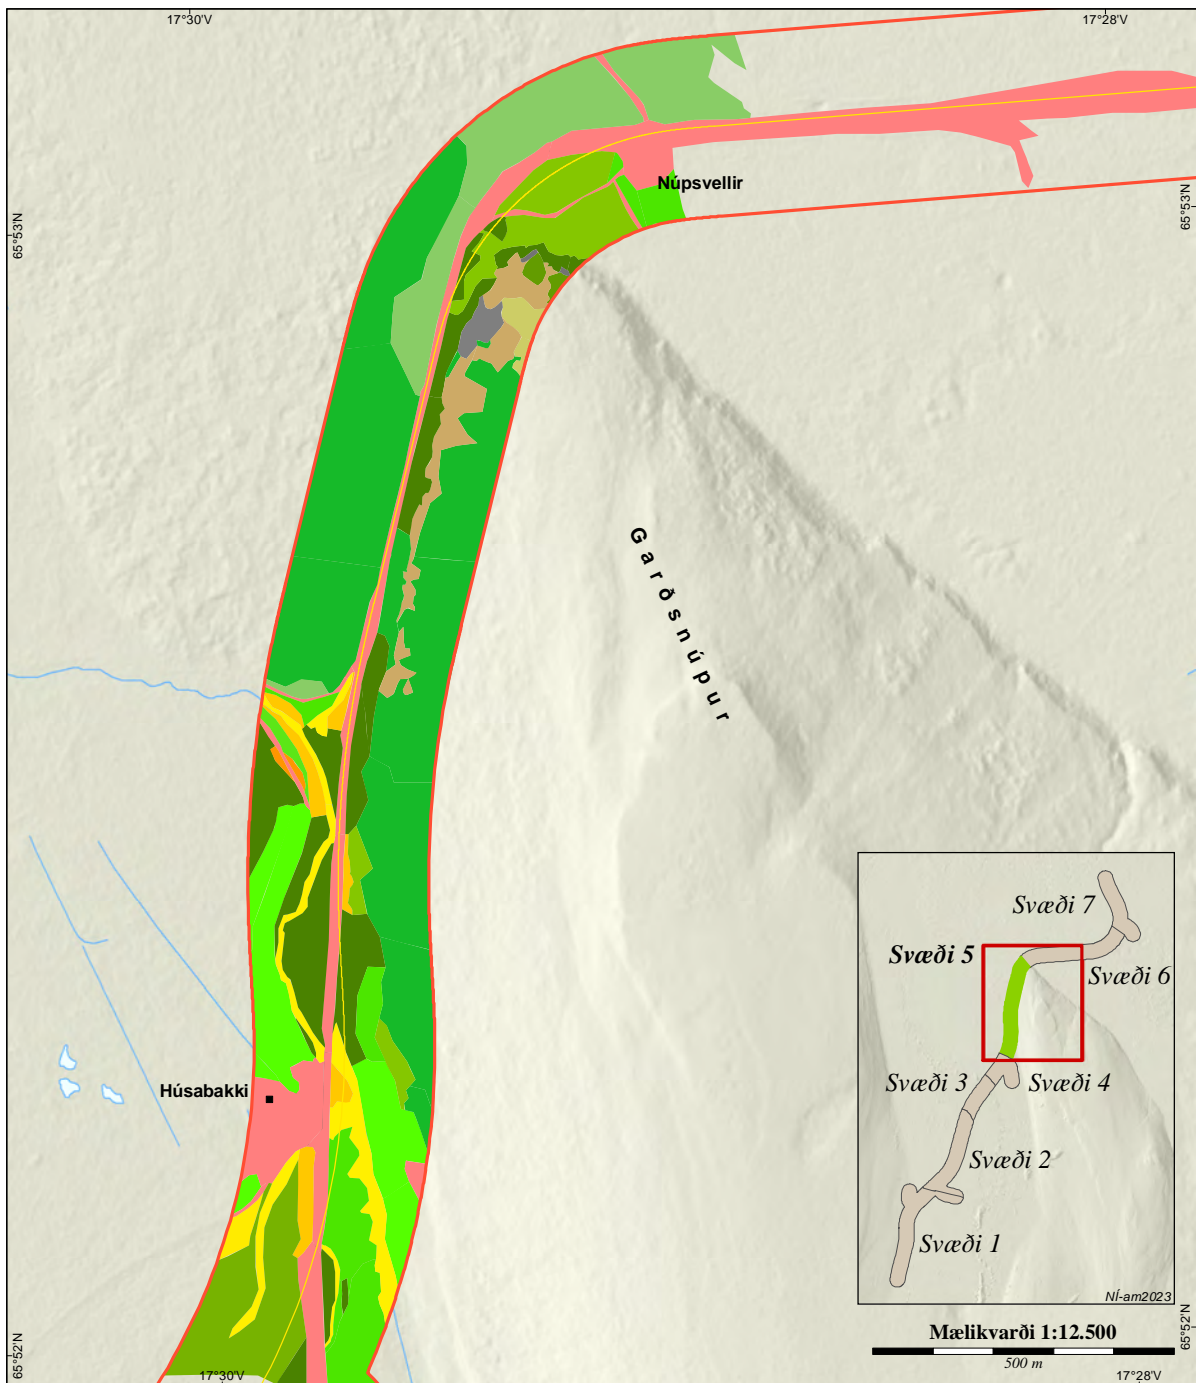 17°30'V
17°28'V
Núpsvellir
65°53'N
65°53'N
Garðsnúpur
Húsabakki
Svæði 7
Svæði 5
Svæði 6
Svæði 3
Svæði 4
Svæði 2
Svæði 1
NÍ-am2023
Mælikvarði 1:12.500
500 m
65°52'N
65°52'N
17°30'V
17°28'V